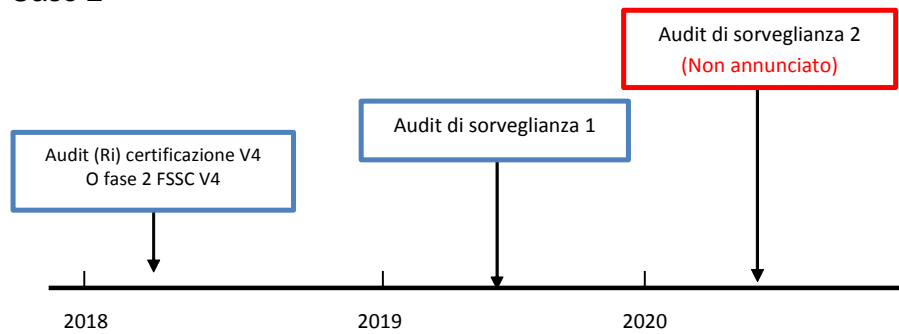 Audit di sorveglianza 2
(Non annunciato)
Audit di sorveglianza 1
Audit (Ri) certificazione V4
O fase 2 FSSC V4
2018
2019
2020